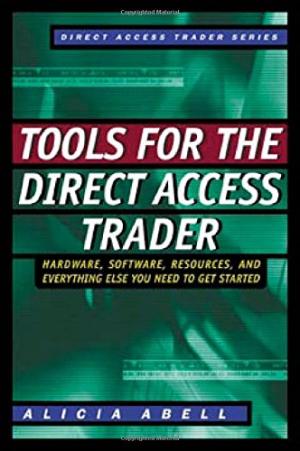 DIRECT ACCESS TRADER SERIES
TOOLS FOR THE
DIRECT ACCESS
TRADER
HARDWARE, SOFTWARE, RESOURCES, AND
EVERYTHING ELSE YOU NEED TO GET STARTED
ALICIA ABELL